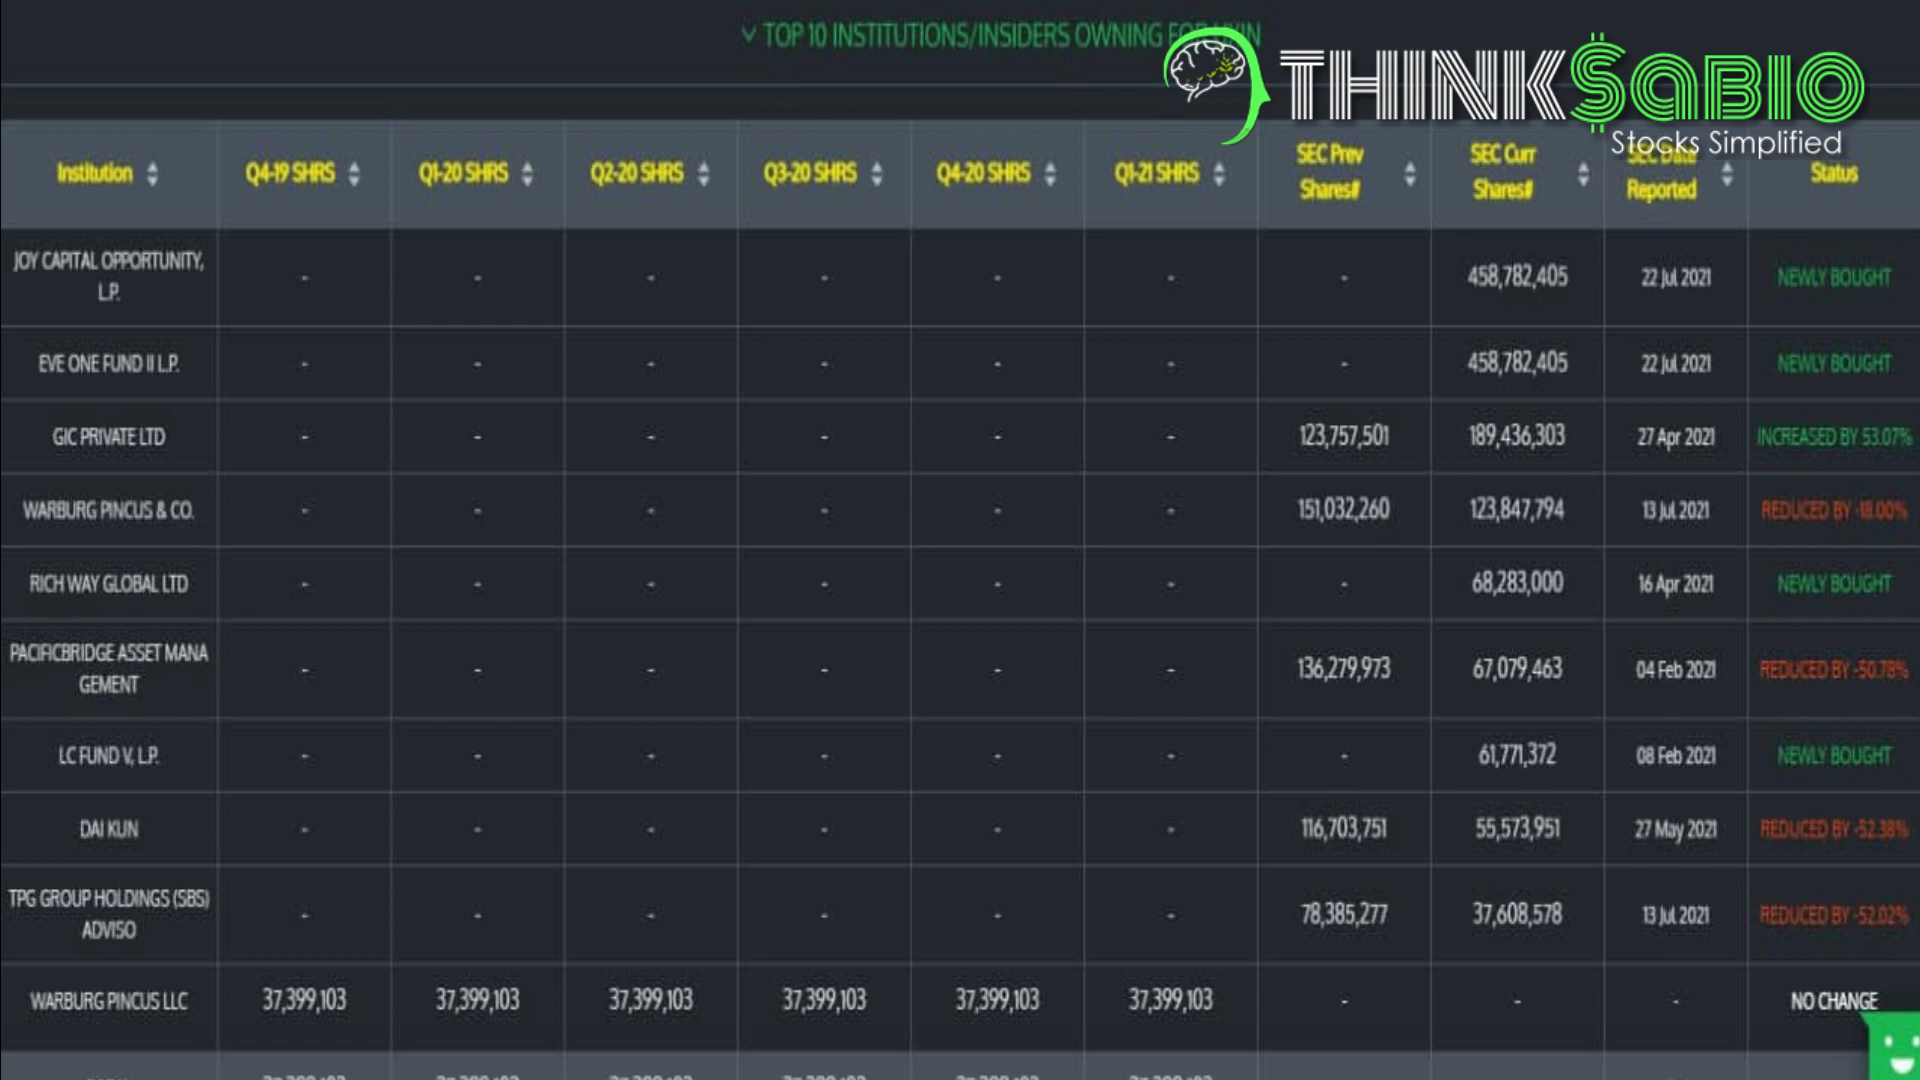 TOP 10 INSTITUTIONS/INSIDERS OWNING FOR UXIN
THINK$ABIO
Stocks Simplified
Institution Q4-19 SHRS Q1-20 SHRS Q2-20 SHRS Q3-20 SHRS Q4-20 SHRS Q1-21 SHRS SEC Prev Shares# SEC Curr Shares# SEC Date Reported Status
JOY CAPITAL OPPORTUNITY, L.P. - - - - - - - 458,782,405 22 Jul 2021 NEWLY BOUGHT
EVE ONE FUND II L.P. - - - - - - - 458,782,405 22 Jul 2021 NEWLY BOUGHT
GIC PRIVATE LTD - - - - - - 123,757,501 189,436,303 27 Apr 2021 INCREASED BY 53.07%
WARBURG PINCUS & CO. - - - - - - 151,032,260 123,847,794 13 Jul 2021 REDUCED BY -18.00%
RICH WAY GLOBAL LTD - - - - - - - 68,283,000 16 Apr 2021 NEWLY BOUGHT
PACIFICBRIDGE ASSET MANA GEMENT - - - - - - 136,279,973 67,079,463 04 Feb 2021 REDUCED BY -50.78%
LC FUND V, L.P. - - - - - - - 61,771,372 08 Feb 2021 NEWLY BOUGHT
DAI KUN - - - - - - 116,703,751 55,573,951 27 May 2021 REDUCED BY -52.38%
TPG GROUP HOLDINGS (SBS) ADVISO - - - - - - 78,385,277 37,608,578 13 Jul 2021 REDUCED BY -52.02%
WARBURG PINCUS LLC 37,399,103 37,399,103 37,399,103 37,399,103 37,399,103 37,399,103 - - - NO CHANGE